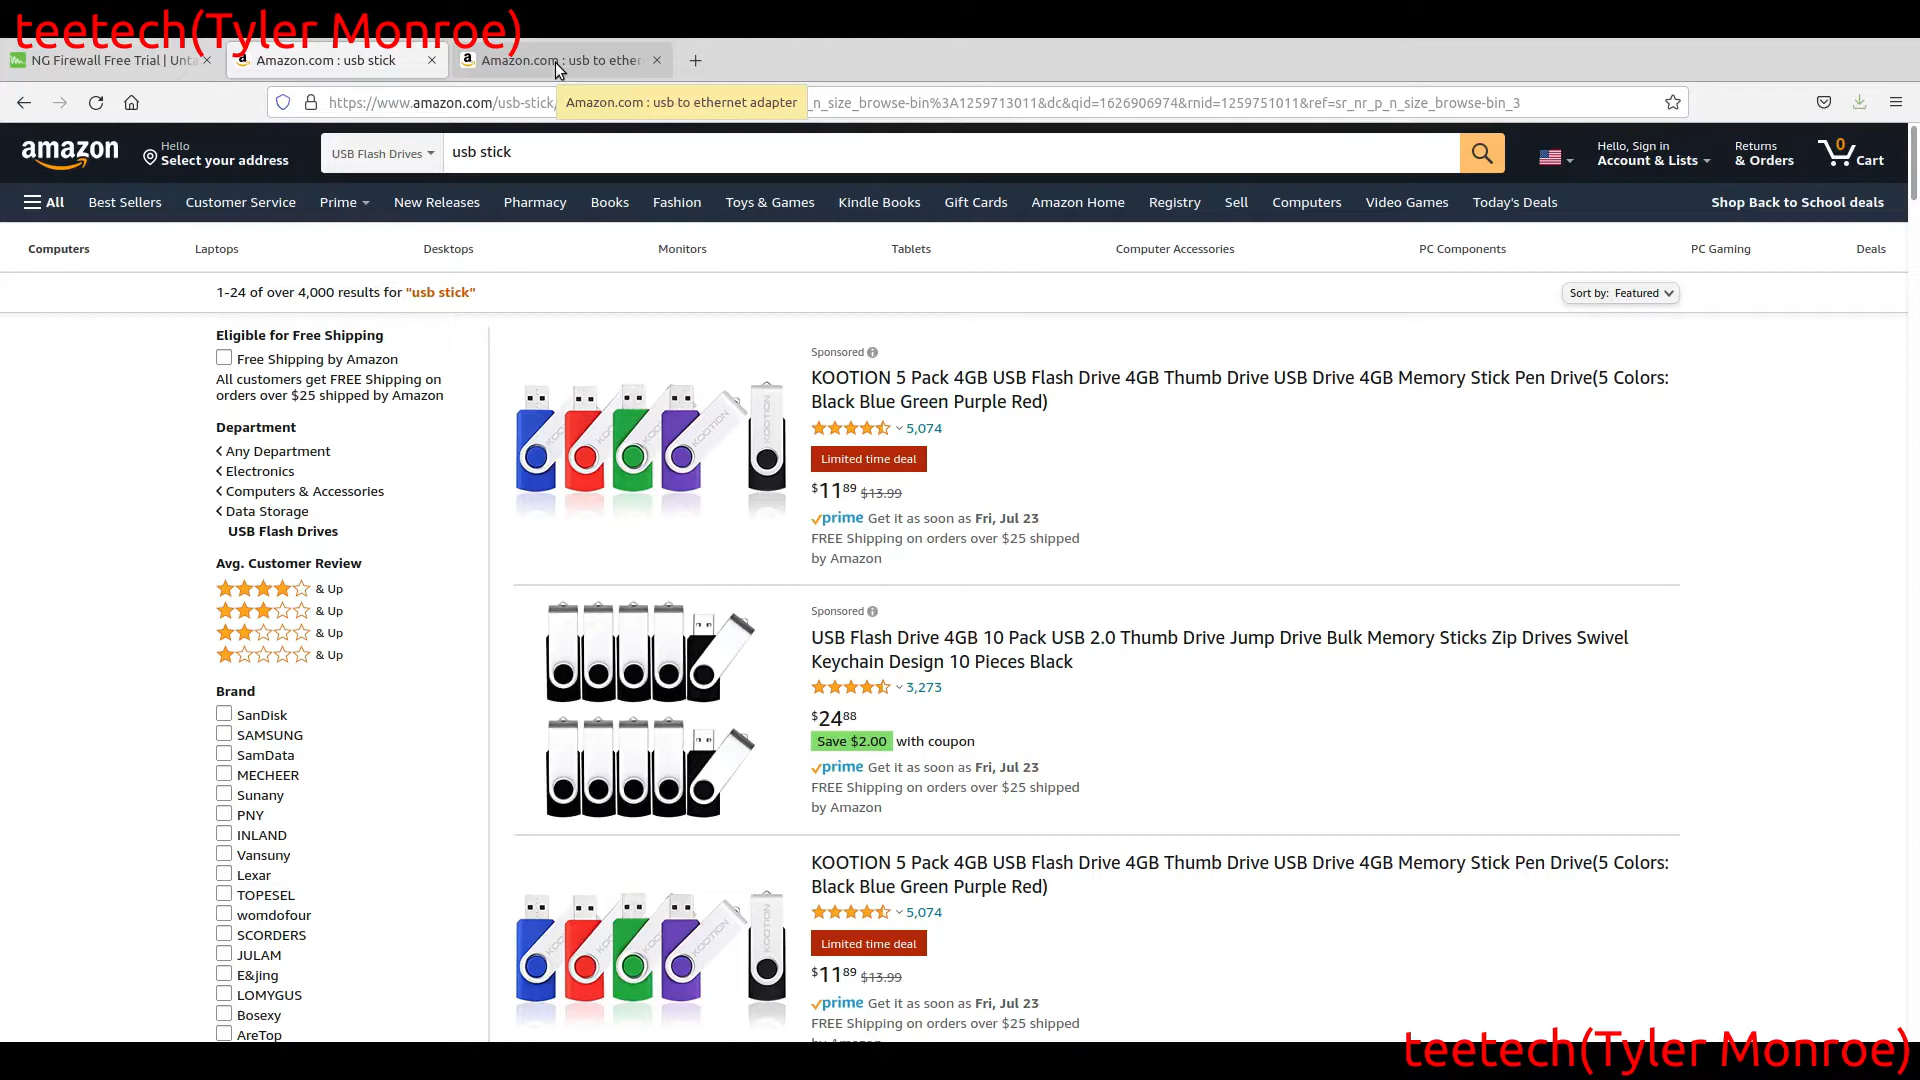 teetech(Tyler Monroe)
NG Firewall Free Trial | Unta
Amazon.com : usb stick
Amazon.com : usb to ether
https://www.amazon.com/usb-stick/
Amazon.com : usb to ethernet adapter
_n_size_browse-bin%3A1259713011&dc&qid=1626906974&rnid=1259751011&ref=sr_nr_p_n_size_browse-bin_3
amazon
Hello
Select your address
USB Flash Drives
usb stick
Hello, Sign in
Account & Lists
Returns
& Orders
0
Cart
All
Best Sellers
Customer Service
Prime
New Releases
Pharmacy
Books
Fashion
Toys & Games
Kindle Books
Gift Cards
Amazon Home
Registry
Sell
Computers
Video Games
Today's Deals
Shop Back to School deals
Computers
Laptops
Desktops
Monitors
Tablets
Computer Accessories
PC Components
PC Gaming
Deals
1-24 of over 4,000 results for "usb stick"
Sort by: Featured
Eligible for Free Shipping
Free Shipping by Amazon
All customers get FREE Shipping on
orders over $25 shipped by Amazon
Department
Any Department
Electronics
Computers & Accessories
Data Storage
USB Flash Drives
Avg. Customer Review
& Up
& Up
& Up
& Up
Brand
SanDisk
SAMSUNG
SamData
MECHEER
Sunany
PNY
INLAND
Vansuny
Lexar
TOPESEL
womdofour
SCORDERS
JULAM
E&jing
LOMYGUS
Bosexy
AreTop
Sponsored
KOOTION 5 Pack 4GB USB Flash Drive 4GB Thumb Drive USB Drive 4GB Memory Stick Pen Drive(5 Colors:
Black Blue Green Purple Red)
5,074
Limited time deal
$11.89 $13.99
prime Get it as soon as Fri, Jul 23
FREE Shipping on orders over $25 shipped
by Amazon
Sponsored
USB Flash Drive 4GB 10 Pack USB 2.0 Thumb Drive Jump Drive Bulk Memory Sticks Zip Drives Swivel
Keychain Design 10 Pieces Black
3,273
$24.88
Save $2.00 with coupon
prime Get it as soon as Fri, Jul 23
FREE Shipping on orders over $25 shipped
by Amazon
KOOTION 5 Pack 4GB USB Flash Drive 4GB Thumb Drive USB Drive 4GB Memory Stick Pen Drive(5 Colors:
Black Blue Green Purple Red)
5,074
Limited time deal
$11.89 $13.99
prime Get it as soon as Fri, Jul 23
FREE Shipping on orders over $25 shipped
teetech(Tyler Monroe)